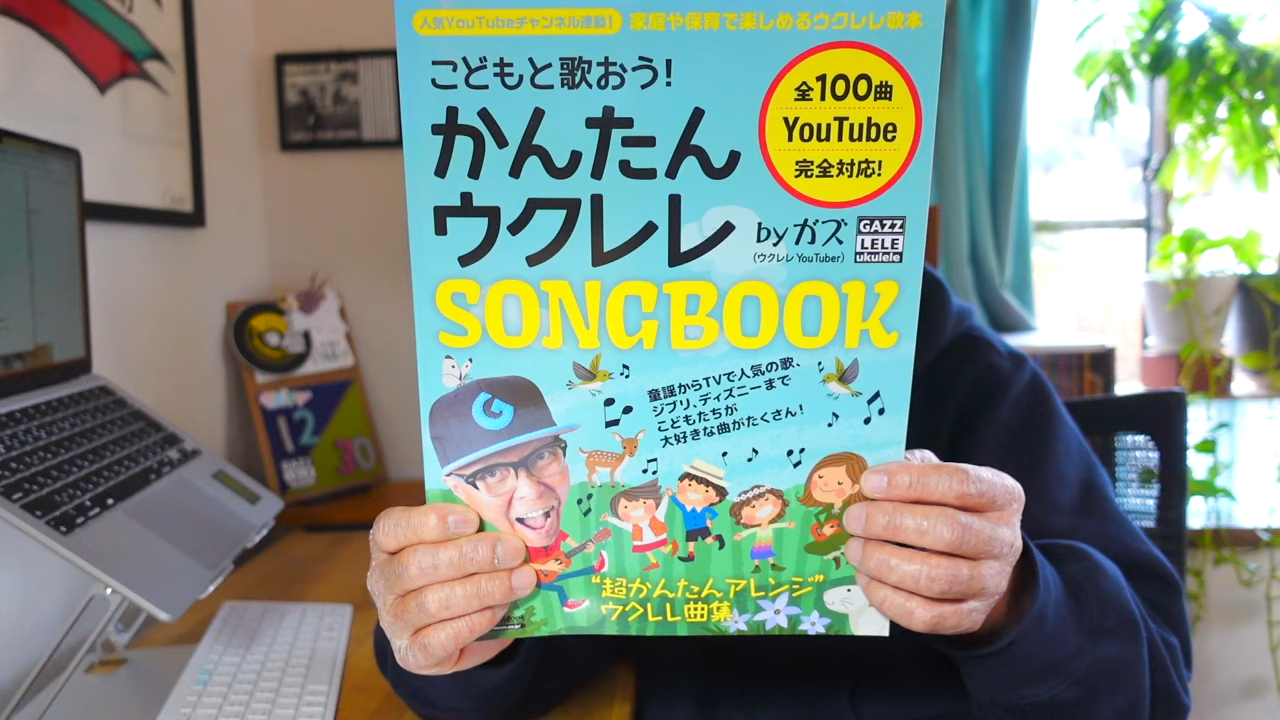 人気YouTubeチャンネル連動! 家庭や保育で楽しめるウクレレ歌本
こどもと歌おう!
全100曲
YouTube
完全対応!
かんたん
ウクレレ
by ガズ
(ウクレレ YouTuber)
GAZZ
LELE
ukulele
SONGBOOK
童謡からTVで人気の歌、
ジブリ、ディズニーまで
こどもたちが
大好きな曲がたくさん!
G
"超かんたんアレンジ"
ウクレレ曲集
12
30